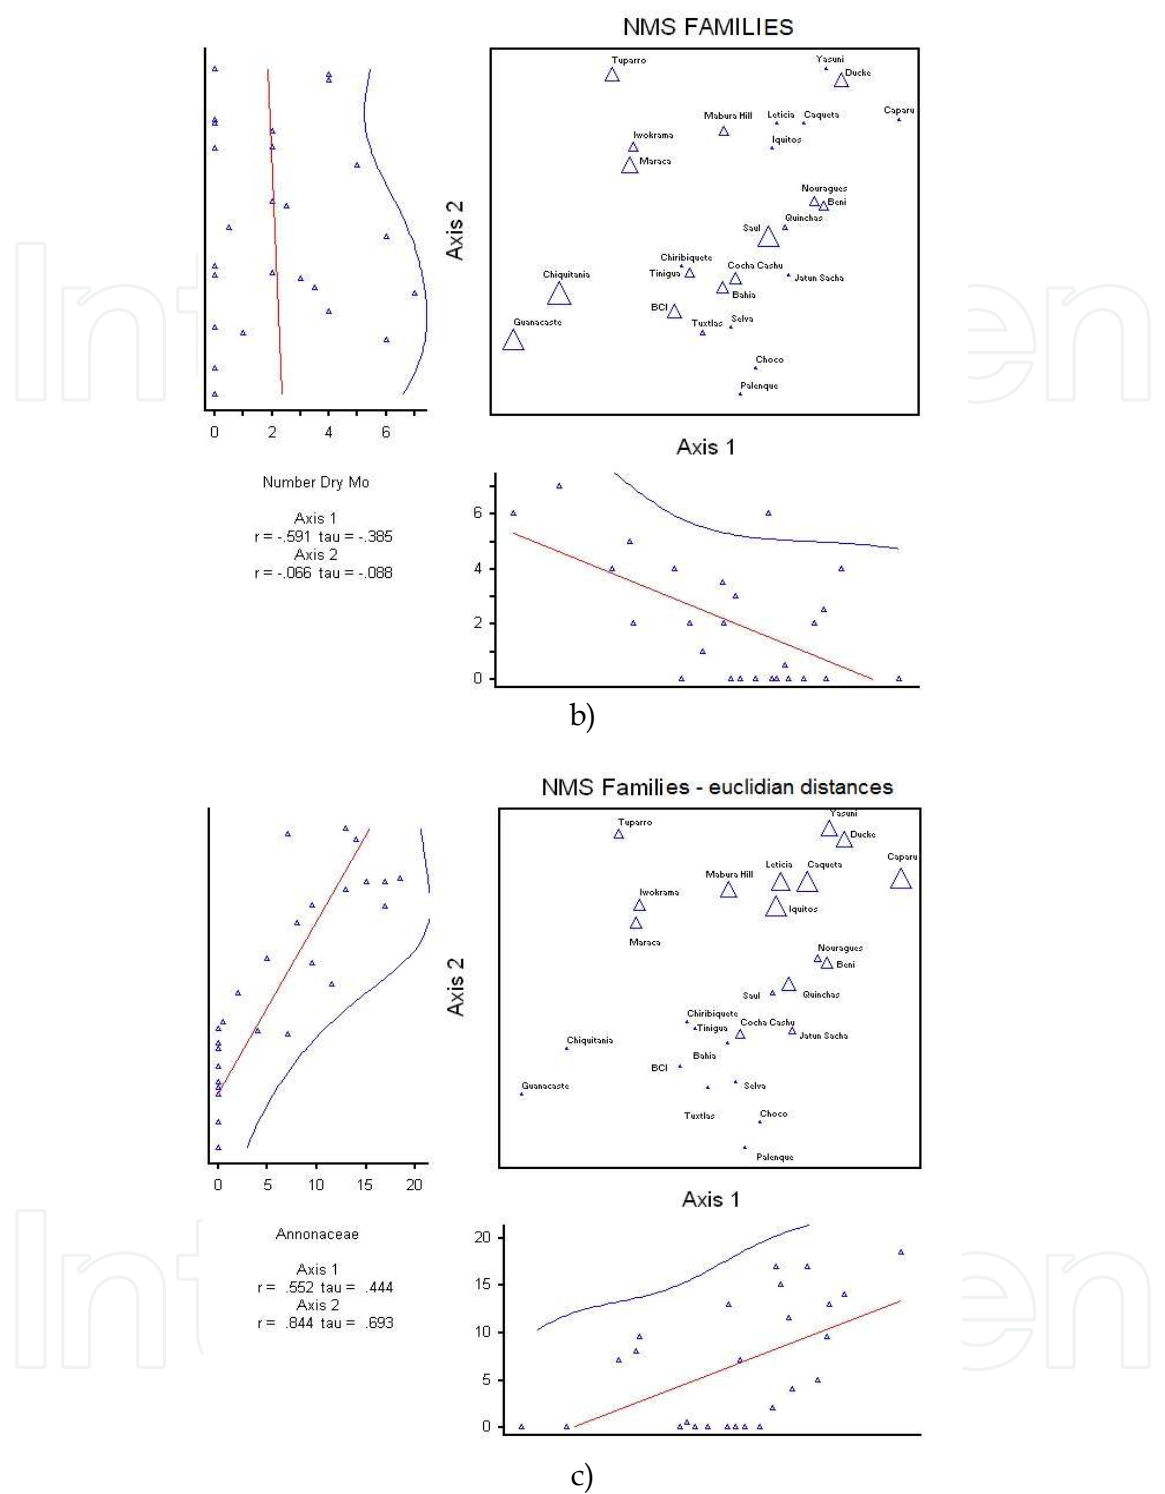 NMS FAMILIES
Tuparro
Yasuni
Ducke
Mabura Hill
Leticia
Caqueta
Caparu
Iwokrama
Iquitos
Maraca
Nouragues
Beni
Quinchas
Saul
Chiribiquete
Tinigua
Cocha Cashu
Jatun Sacha
Chiquitania
Bahia
BCI
Guanacaste
Tuxtlas
Selva
Choco
Palenque
Axis 2
0 2 4 6
Axis 1
Number Dry Mo
Axis 1
r = -.591 tau = -.385
Axis 2
r = -.066 tau = -.088
6
4
2
0
b)
NMS Families - euclidian distances
Tuparro
Yasuni
Ducke
Mabura Hill
Leticia
Caqueta
Caparu
Iwokrama
Iquitos
Maraca
Nouragues
Beni
Saul
Quinchas
Chiribiquete
Tinigua
Cocha Cashu
Jatun Sacha
Chiquitania
Bahia
BCI
Guanacaste
Selva
Tuxtlas
Choco
Palenque
Axis 2
0 5 10 15 20
Axis 1
Annonaceae
Axis 1
r = .552 tau = .444
Axis 2
r = .844 tau = .693
20
15
10
5
0
c)